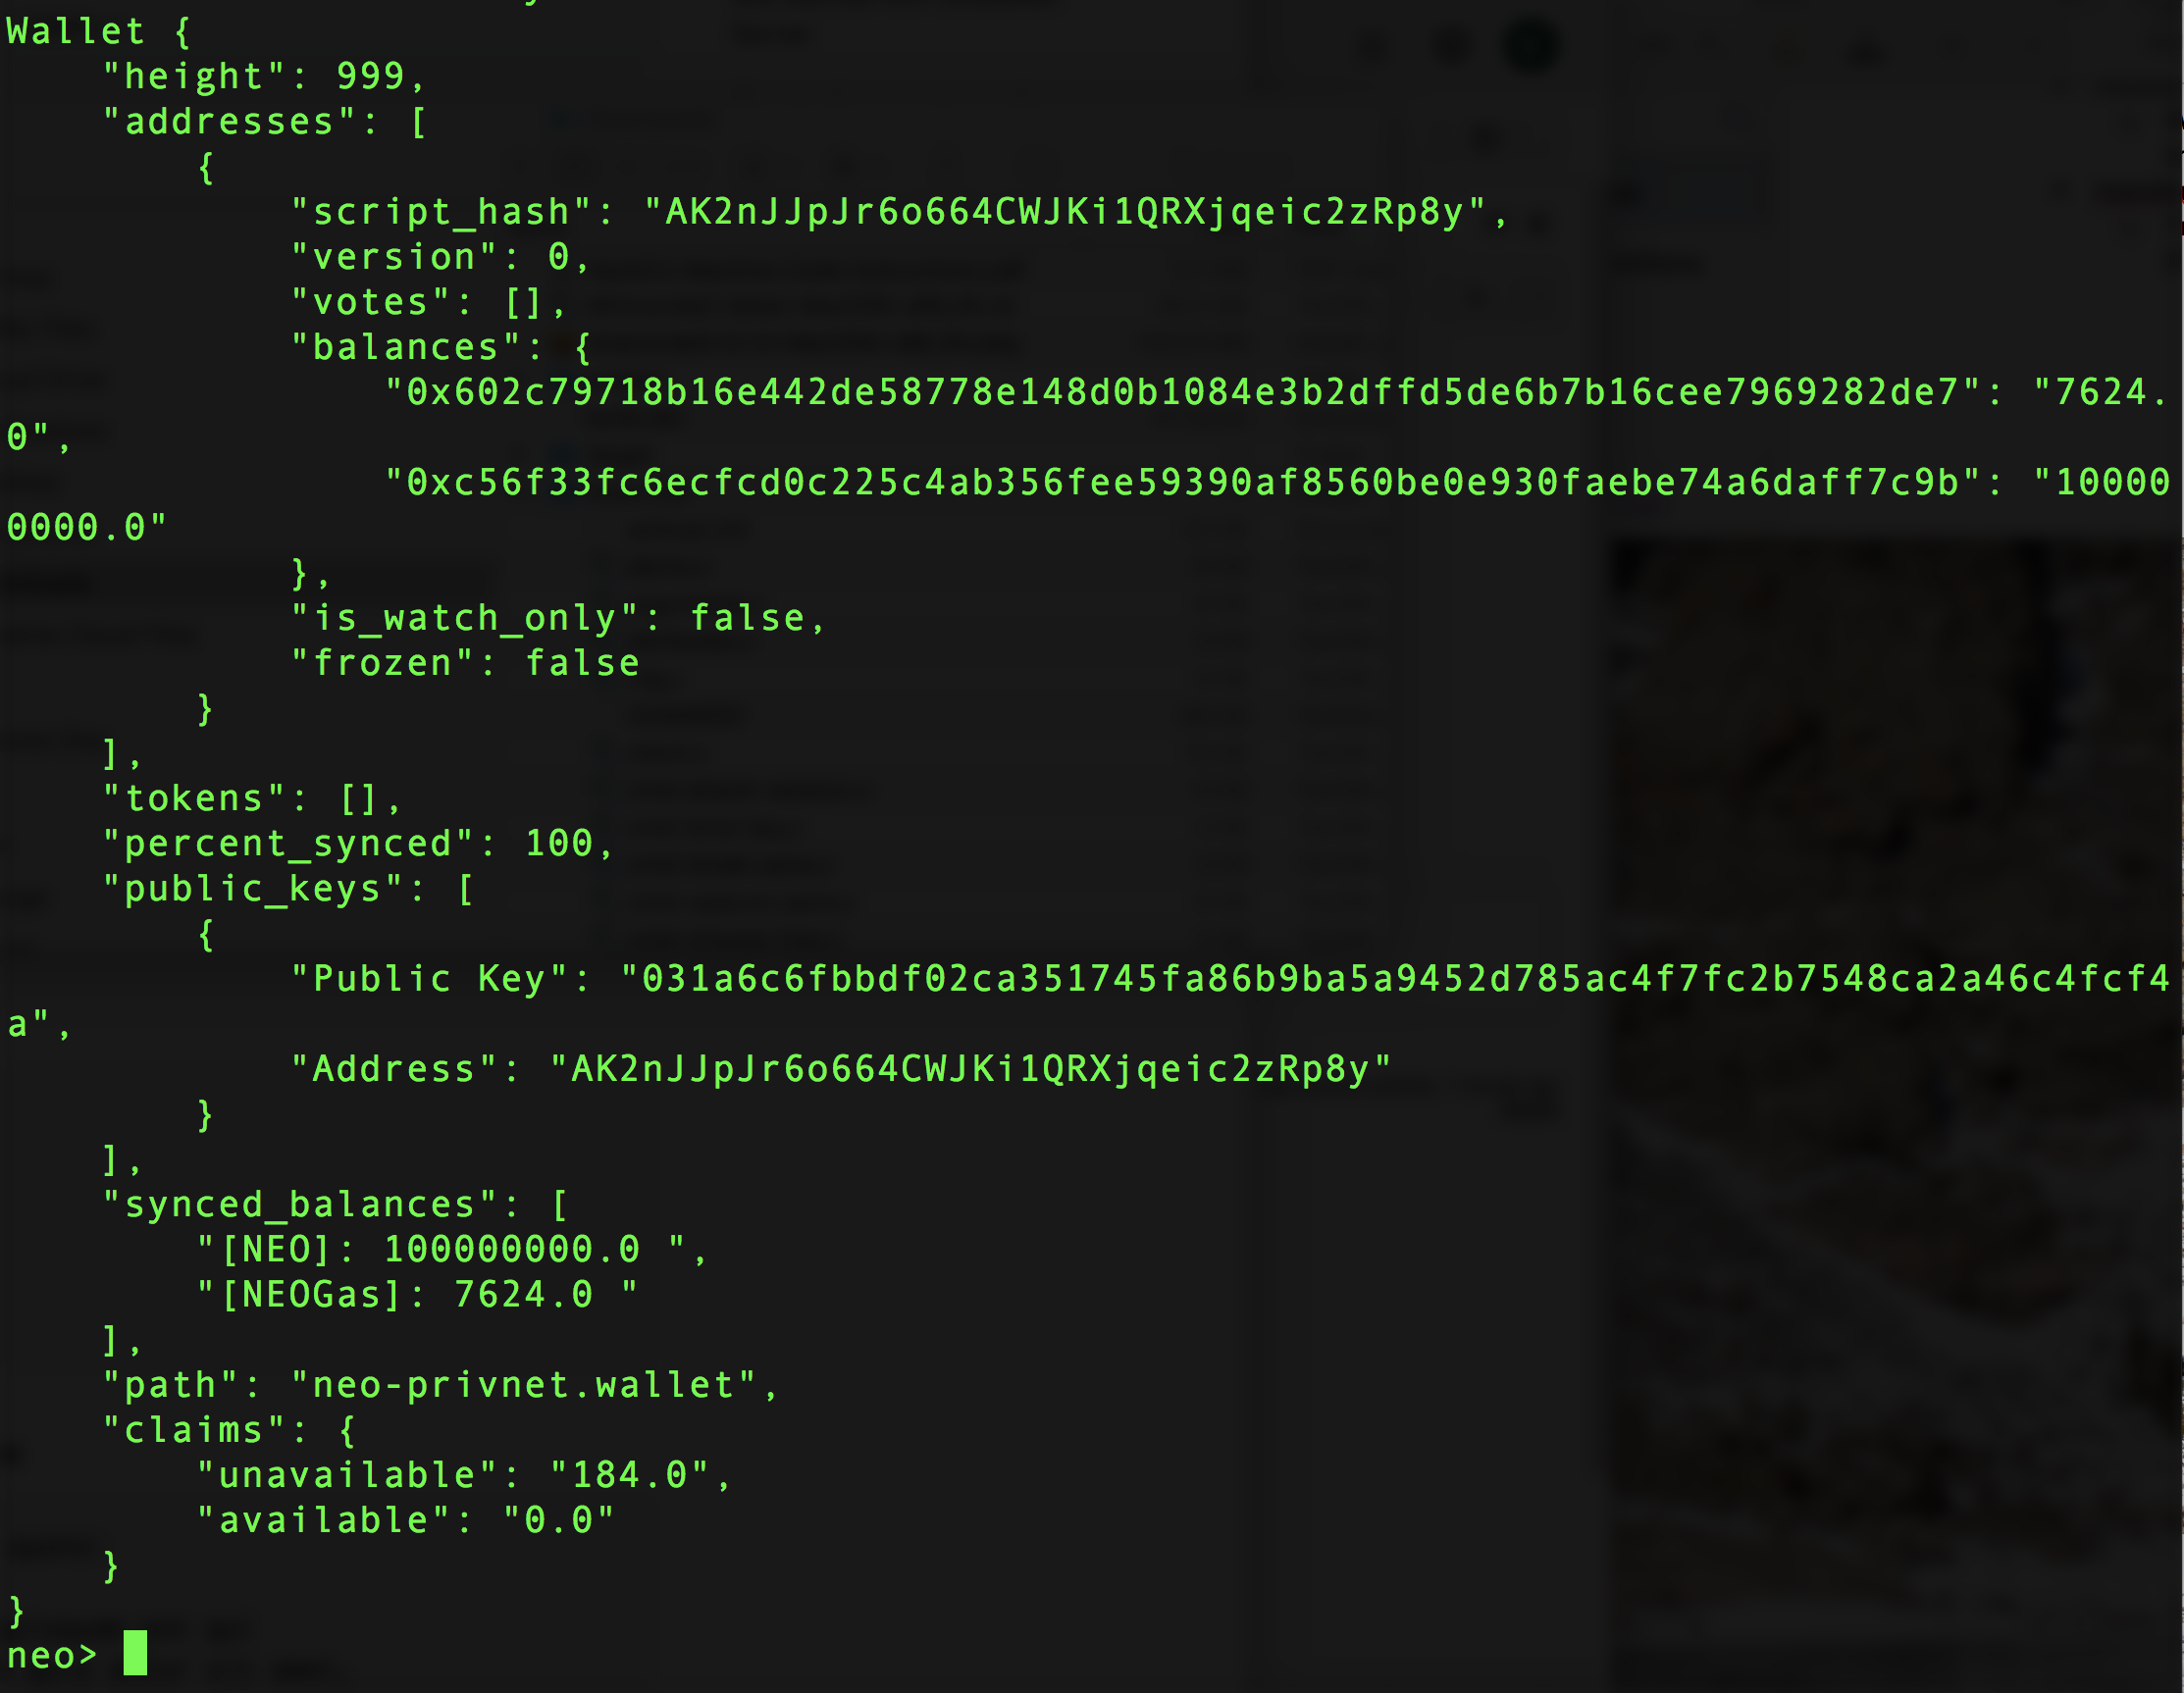 Wallet {
    "height": 999,
    "addresses": [
        {
            "script_hash": "AK2nJJpJr6o664CWJKi1QRXjqeic2zRp8y",
            "version": 0,
            "votes": [],
            "balances": {
                "0x602c79718b16e442de58778e148d0b1084e3b2dffd5de6b7b16cee7969282de7": "7624.
0",
                "0xc56f33fc6ecfcd0c225c4ab356fee59390af8560be0e930faebe74a6daff7c9b": "10000
0000.0"
            },
            "is_watch_only": false,
            "frozen": false
        }
    ],
    "tokens": [],
    "percent_synced": 100,
    "public_keys": [
        {
            "Public Key": "031a6c6fbbdf02ca351745fa86b9ba5a9452d785ac4f7fc2b7548ca2a46c4fcf4
a",
            "Address": "AK2nJJpJr6o664CWJKi1QRXjqeic2zRp8y"
        }
    ],
    "synced_balances": [
        "[NEO]: 100000000.0 ",
        "[NEOGas]: 7624.0 "
    ],
    "path": "neo-privnet.wallet",
    "claims": {
        "unavailable": "184.0",
        "available": "0.0"
    }
}
neo>